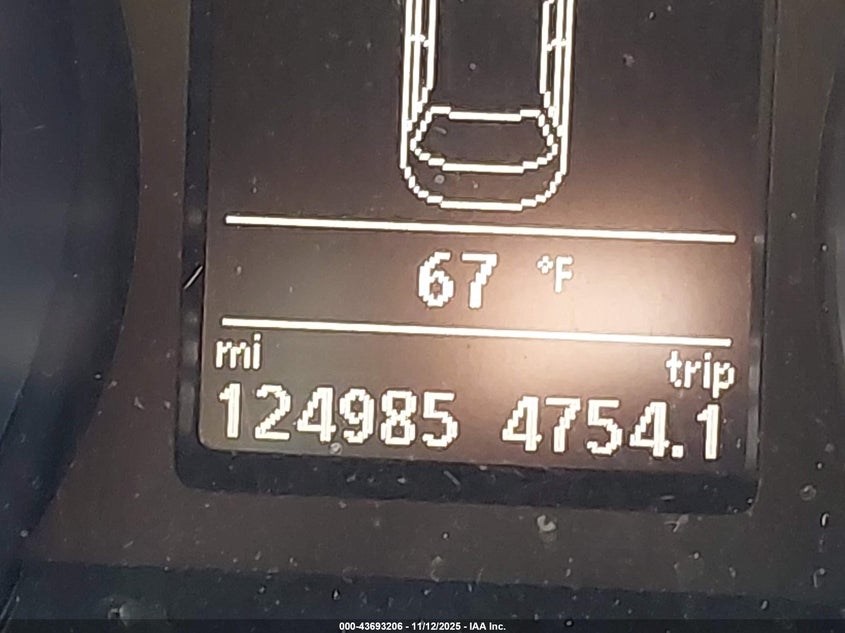 67 °F
mi trip
124985 4754.1
000-43693206 - 11/12/2025 - IAA Inc.